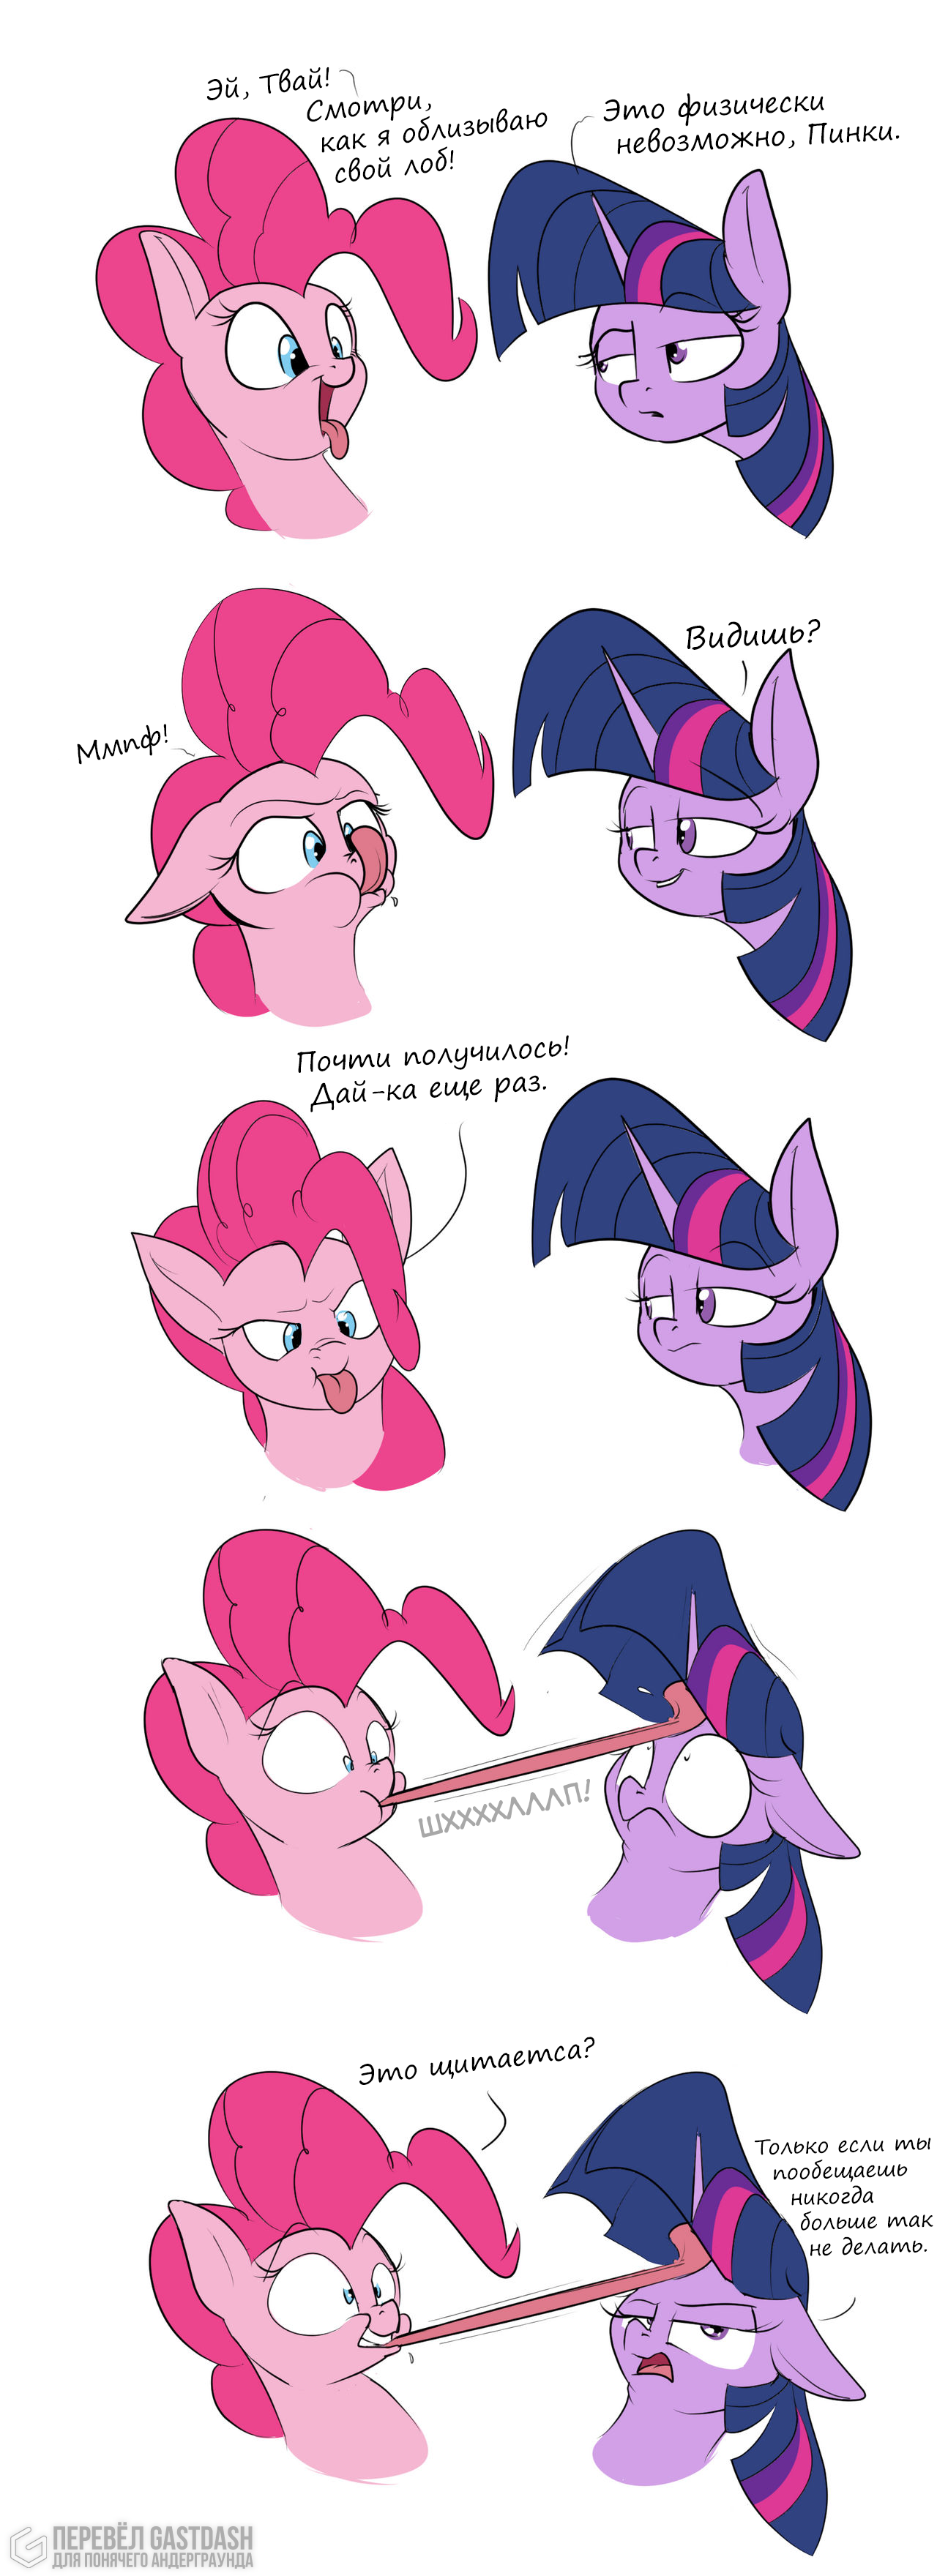 Эй, Твай!
Смотри,
как я облизываю
свой лоб!
Это физически
невозможно, Пинки.
Ммпф!
Видишь?
Почти получилось!
Дай-ка еще раз.
ШХХХХЛЛЛП!
Это щитаетса?
Только если ты
пообещаешь
никогда
больше так
не делать.
ПЕРЕВЁЛ GASTDASH
ДЛЯ ПОНЯЧЕГО АНДЕРГРАУНДА